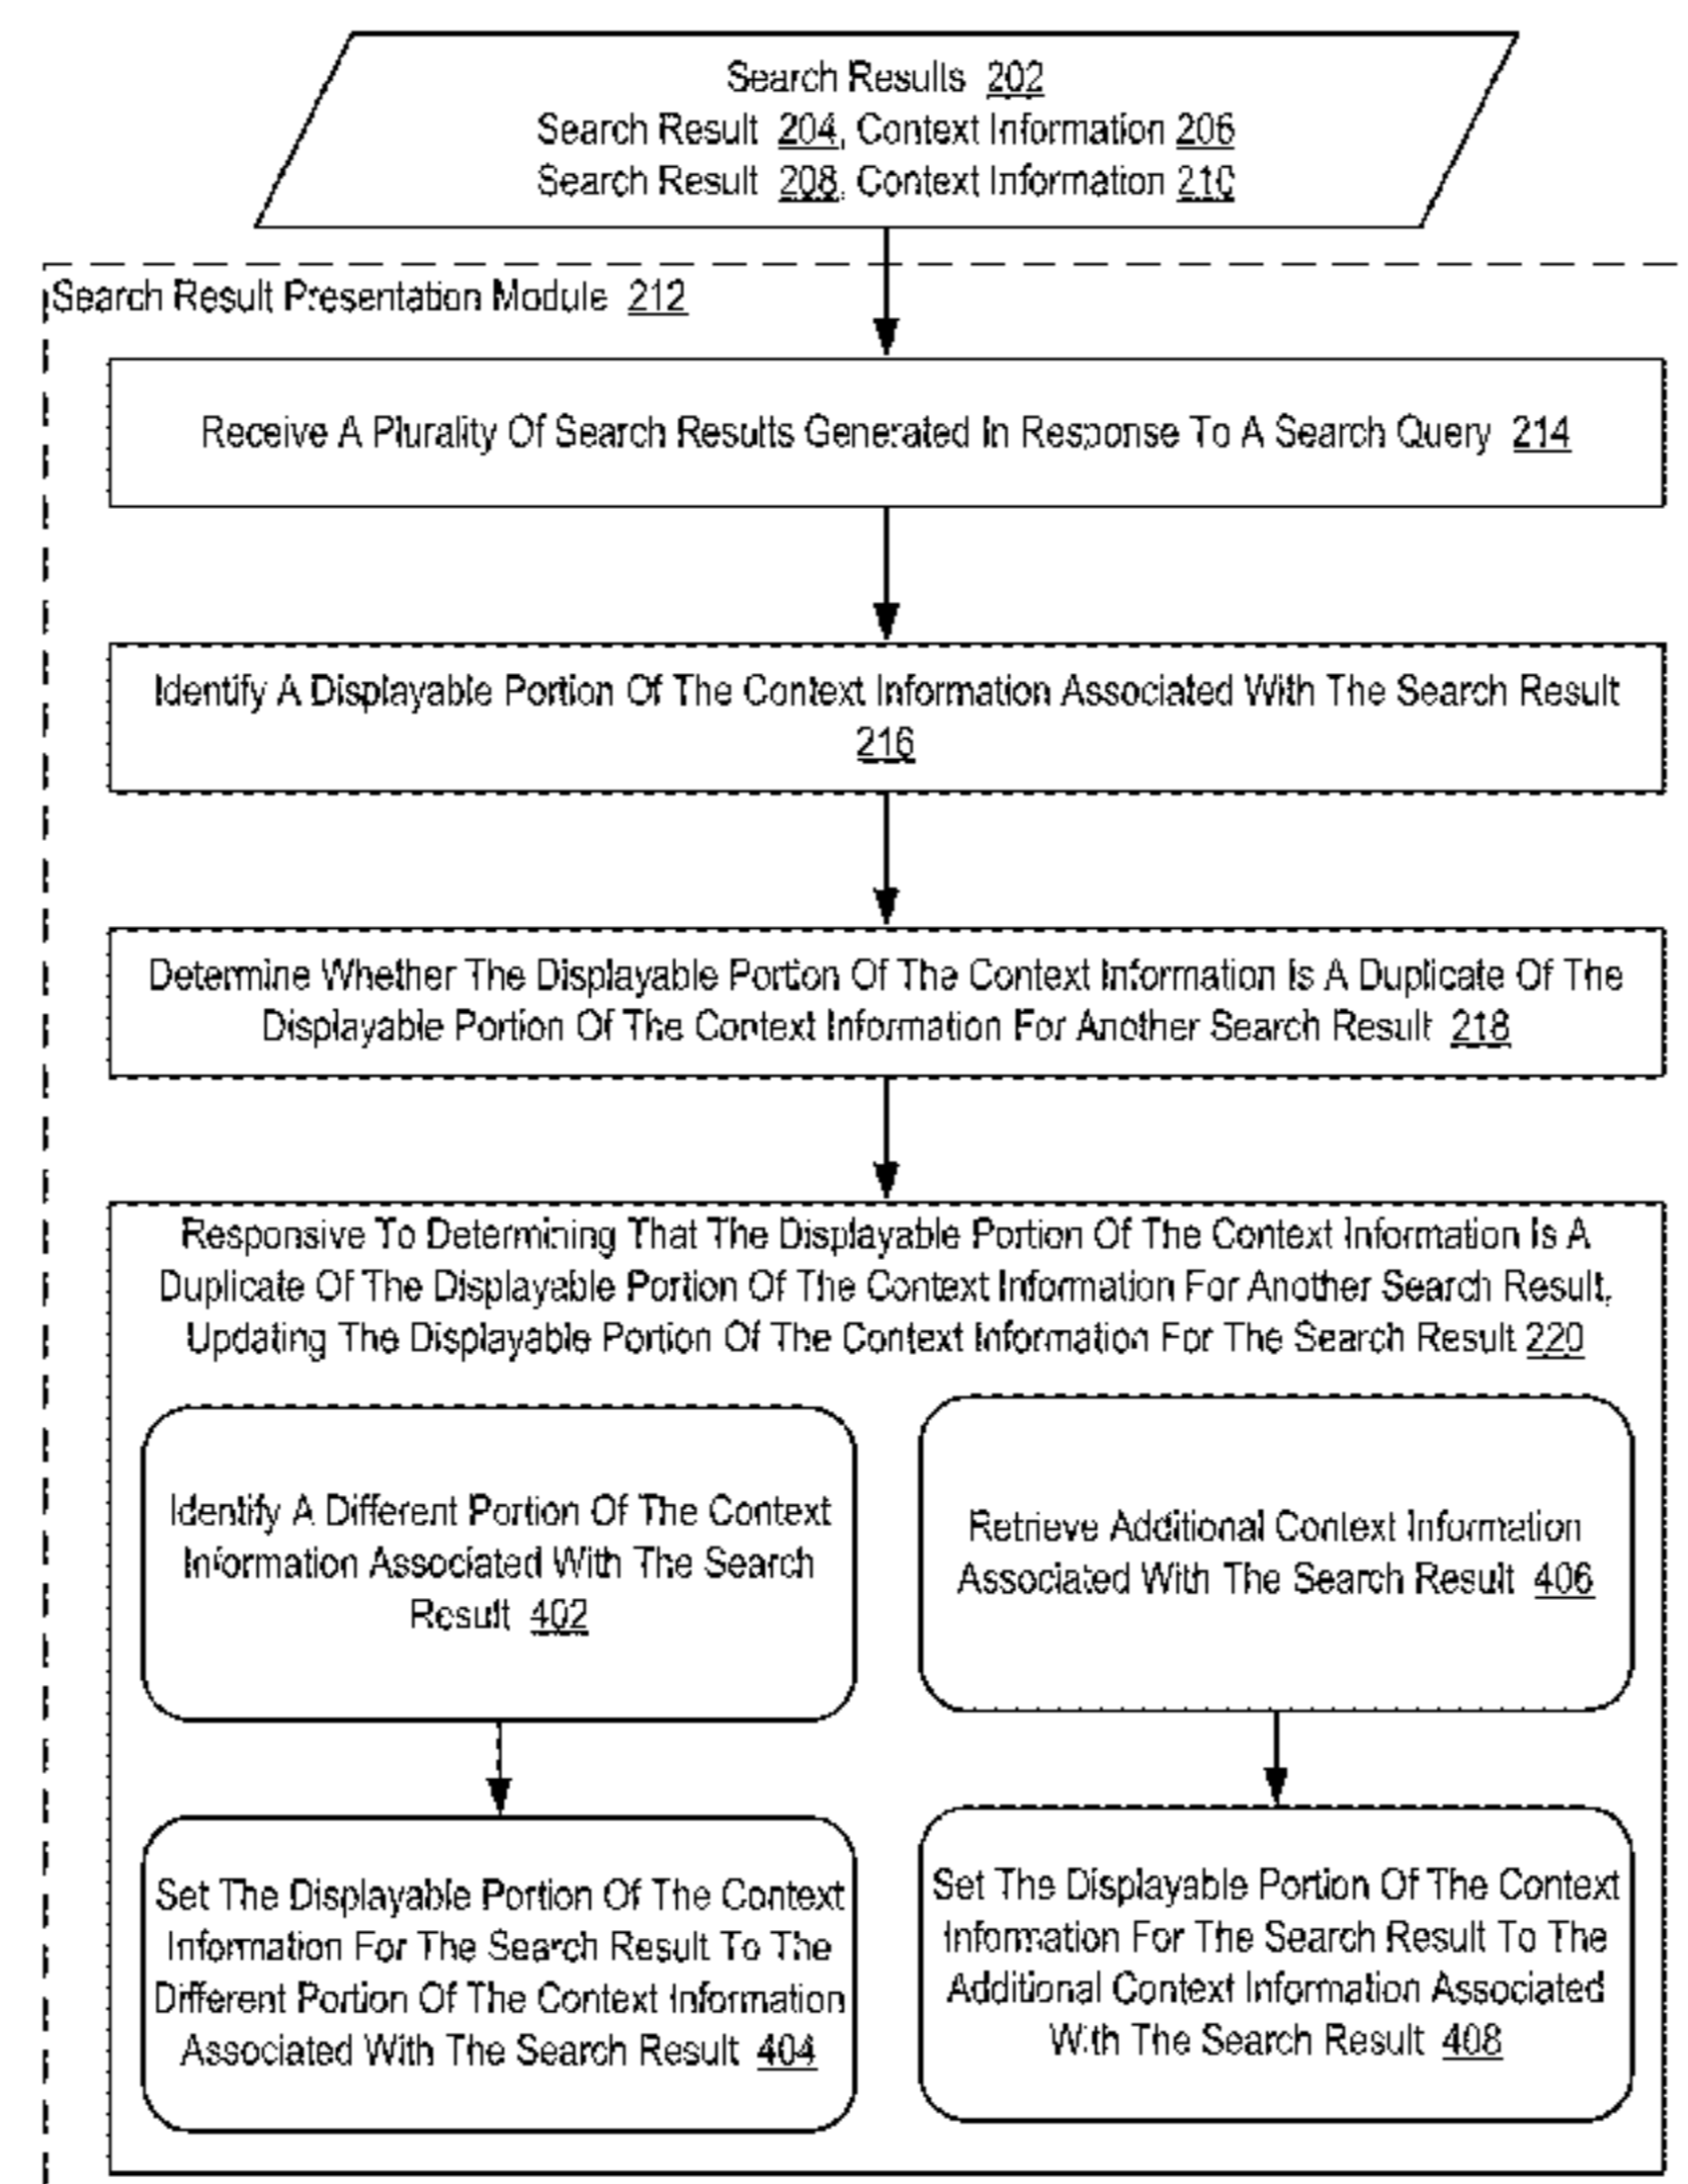 Search Results 202
Search Result 204, Context Information 206
Search Result 208, Context Information 210
Search Result Presentation Module 212
Receive A Plurality Of Search Results Generated In Response To A Search Query 214
Identify A Displayable Portion Of The Context Information Associated With The Search Result
216
Determine Whether The Displayable Portion Of The Context Information Is A Duplicate Of The
Displayable Portion Of The Context Information For Another Search Result 218
Responsive To Determining That The Displayable Portion Of The Context Information Is A
Duplicate Of The Displayable Portion Of The Context Information For Another Search Result,
Updating The Displayable Portion Of The Context Information For The Search Result 220
Identify A Different Portion Of The Context
Information Associated With The Search
Result 402
Retrieve Additional Context Information
Associated With The Search Result 406
Set The Displayable Portion Of The Context
Information For The Search Result To The
Different Portion Of The Context Information
Associated With The Search Result 404
Set The Displayable Portion Of The Context
Information For The Search Result To The
Additional Context Information Associated
With The Search Result 408